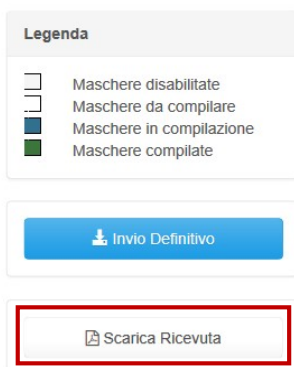 Legenda
Maschere disabilitate
Maschere da compilare
Maschere in compilazione
Maschere compilate
Invio Definitivo
Scarica Ricevuta